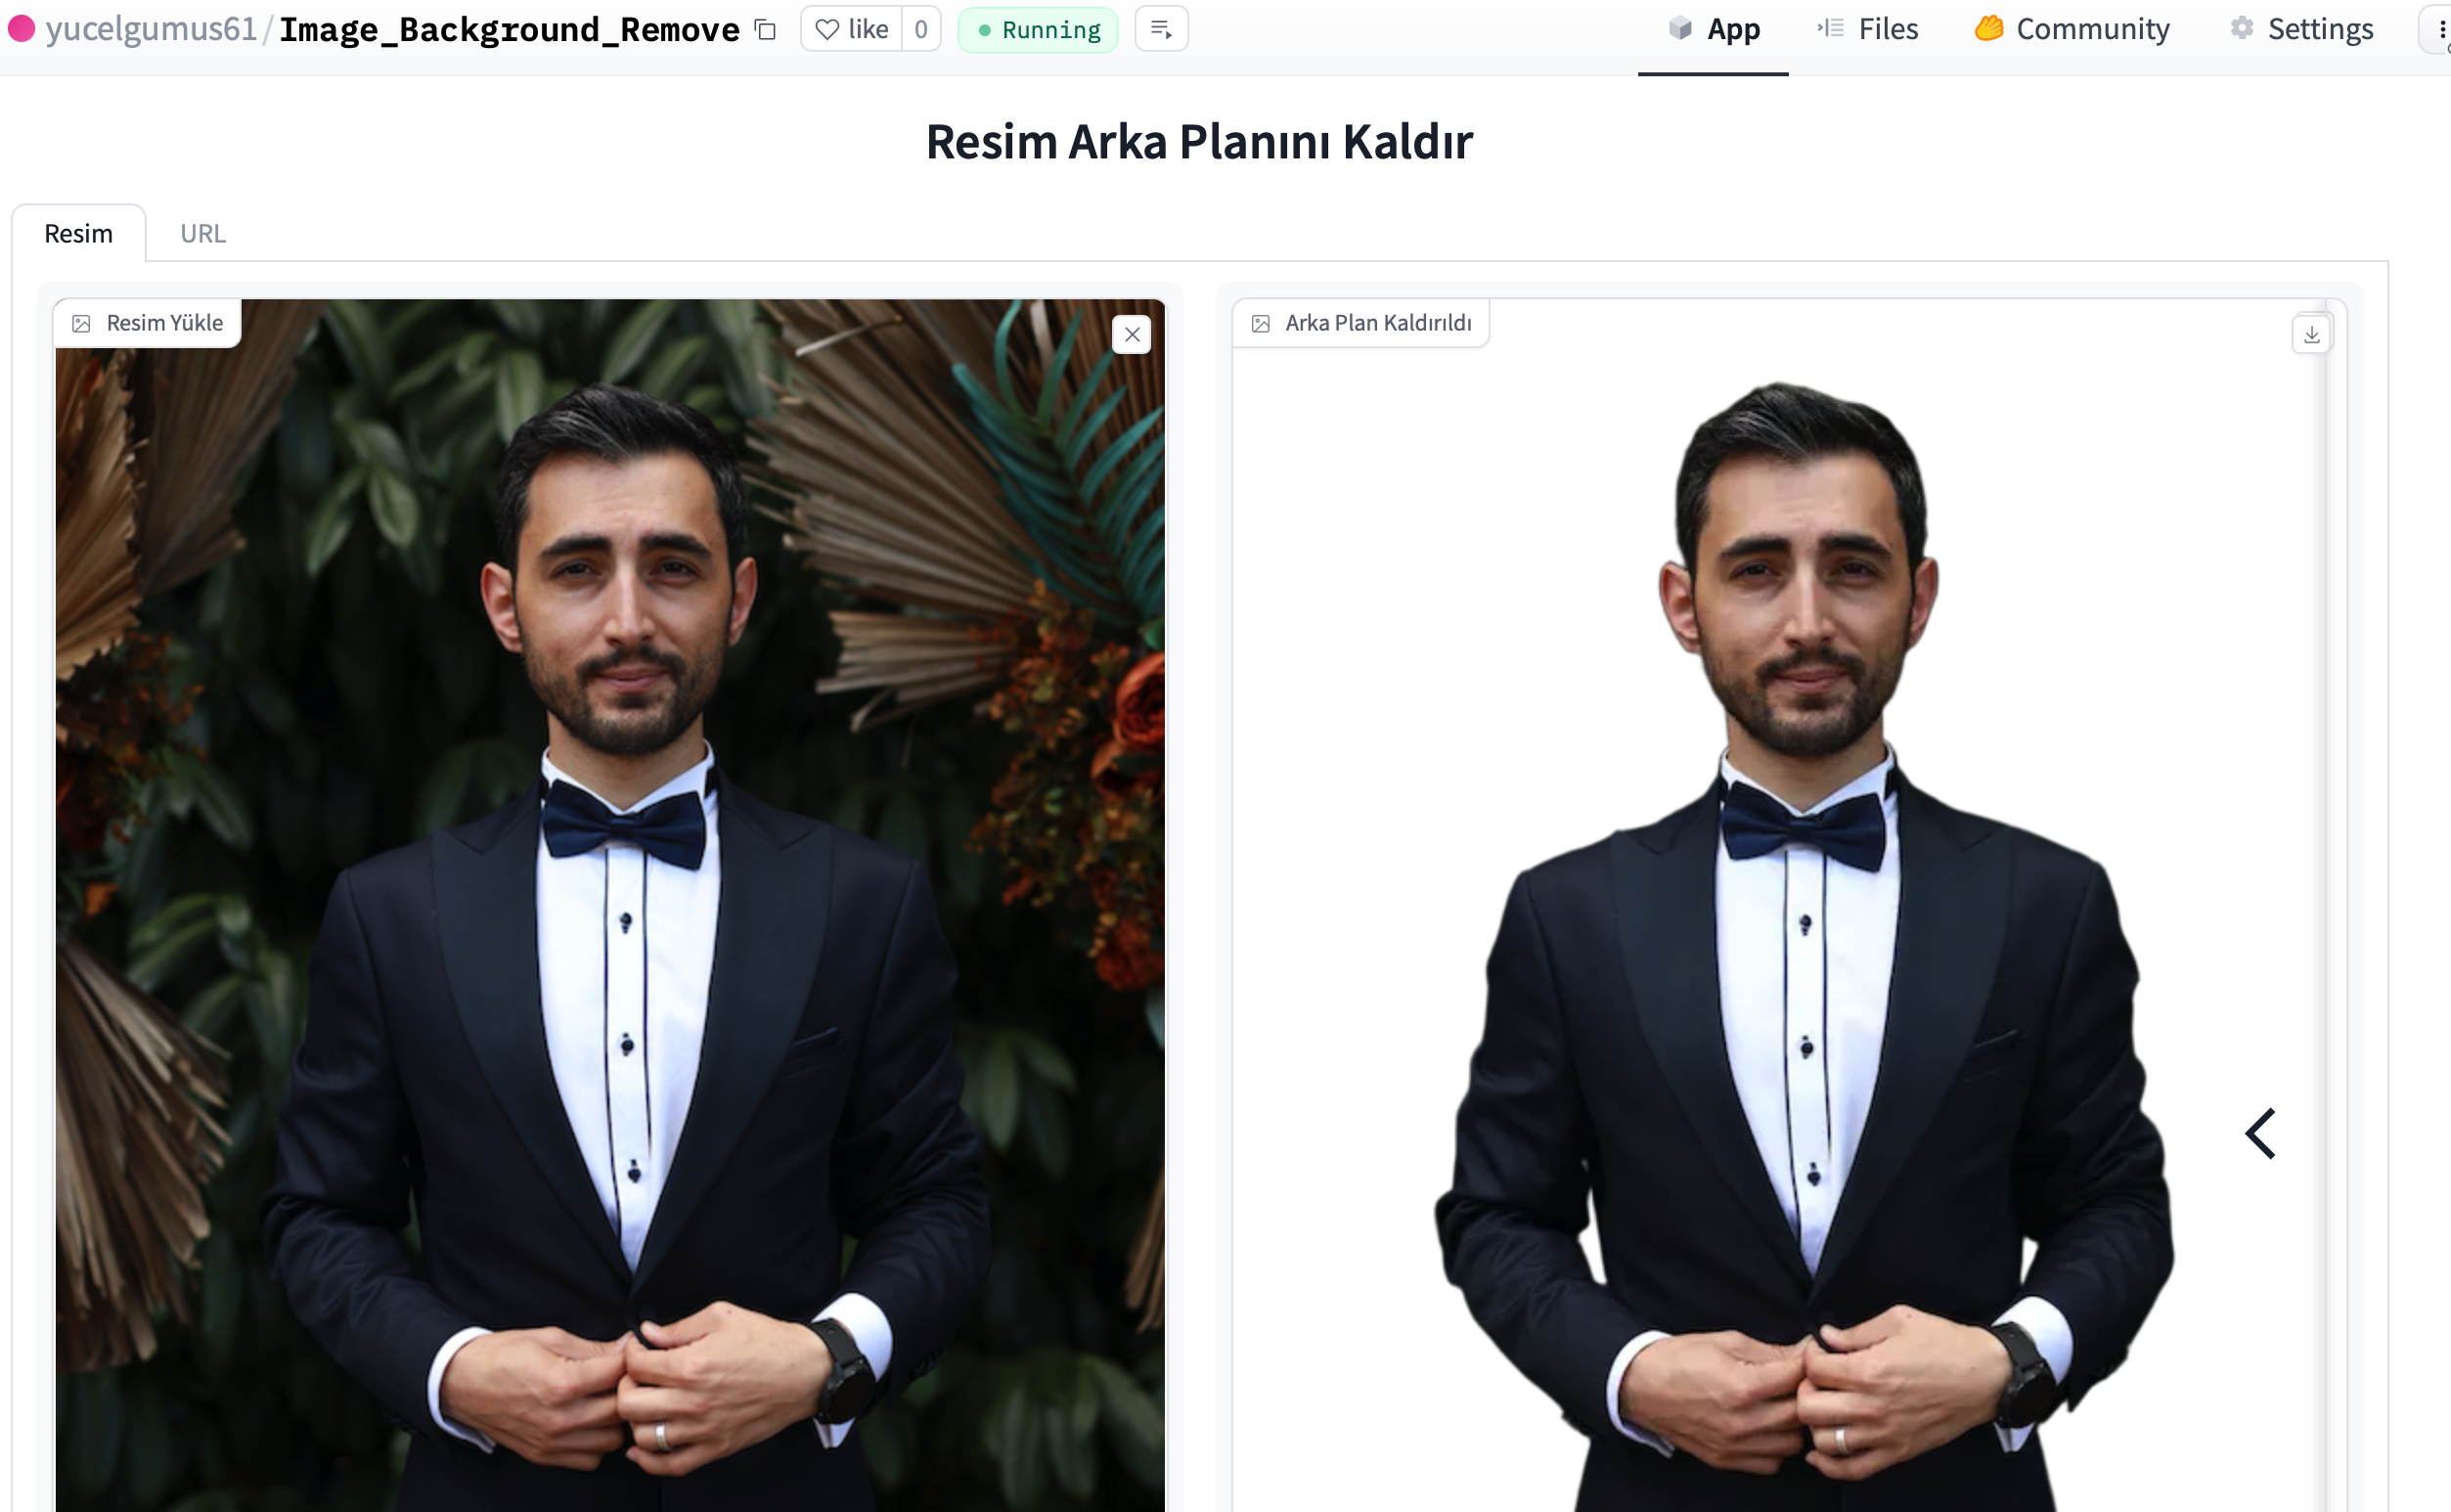 yucelgumus61/Image_Background_Remove like 0 Running App Files Community Settings
Resim Arka Planını Kaldır
Resim URL
Resim Yükle
Arka Plan Kaldırıldı